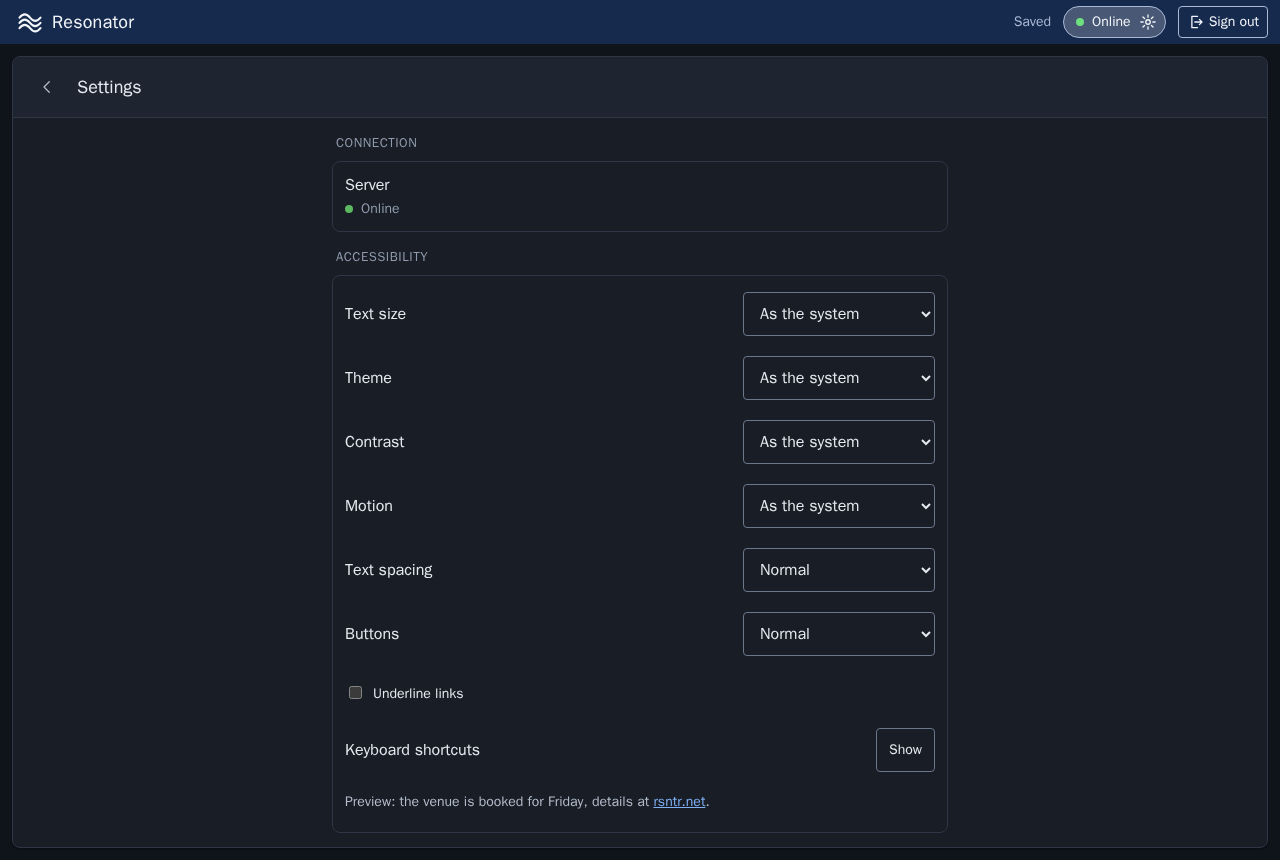 Resonator
Saved
Online
Sign out
Settings
CONNECTION
Server
Online
ACCESSIBILITY
Text size
As the system
Theme
As the system
Contrast
As the system
Motion
As the system
Text spacing
Normal
Buttons
Normal
Underline links
Keyboard shortcuts
Show
Preview: the venue is booked for Friday, details at rsntr.net.